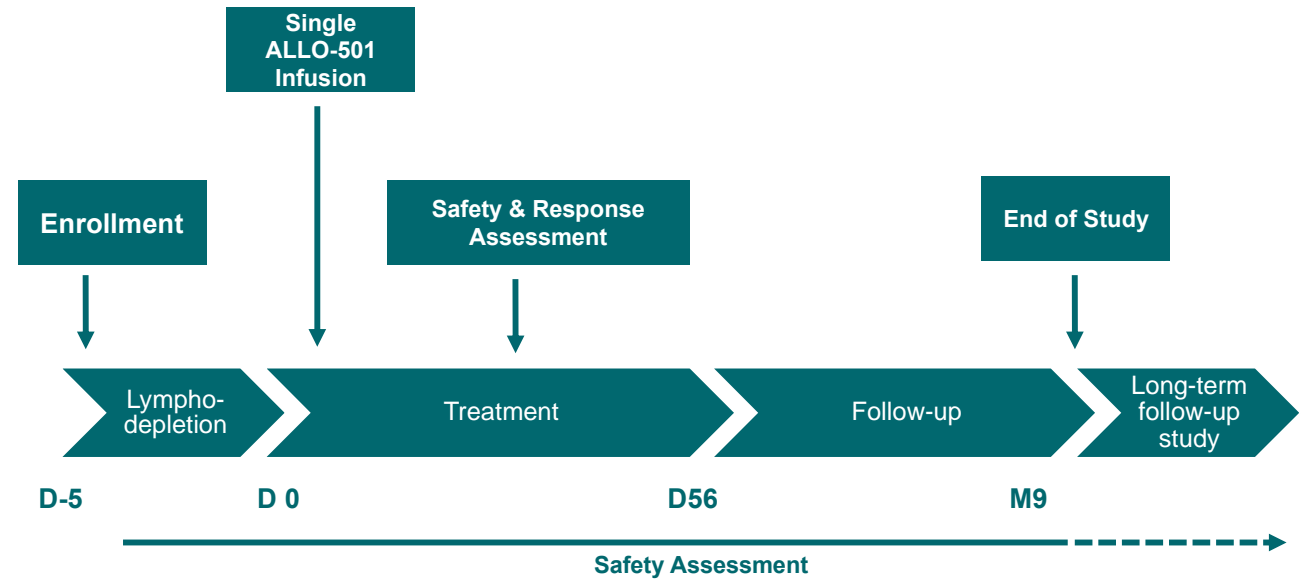 Single
ALLO-501
Infusion
Enrollment
Safety & Response
Assessment
End of Study
Lympho-
depletion
Treatment
Follow-up
Long-term
follow-up
study
D-5
D 0
D56
M9
Safety Assessment